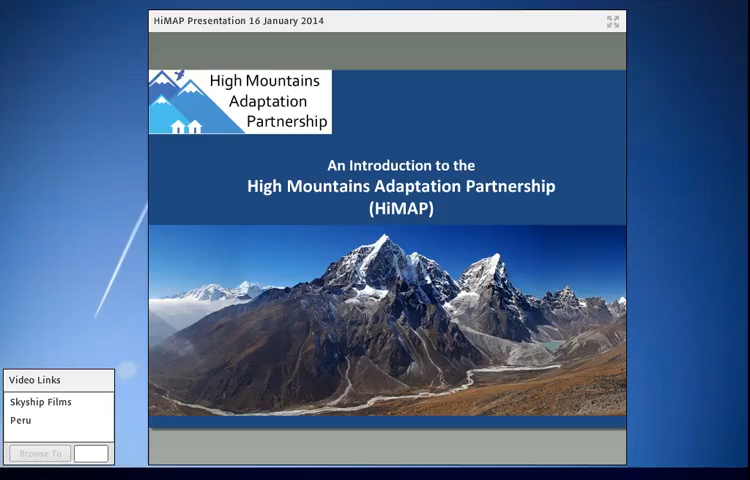 HiMAP Presentation 16 January 2014
High Mountains
Adaptation
Partnership
An Introduction to the
High Mountains Adaptation Partnership
(HiMAP)
Video Links
Skyship Films
Peru
Browse To